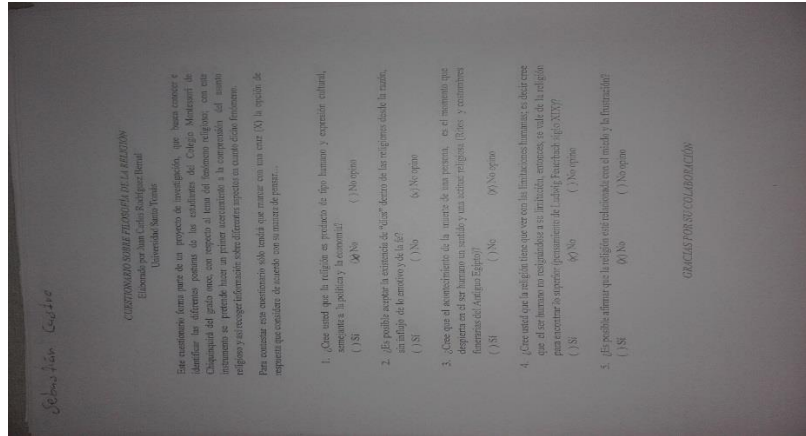 Sebastián Castro
CUESTIONARIO SOBRE FILOSOFÍA DE LA RELIGIÓN
Elaborado por Juan Carlos Rodríguez Bernal
Universidad Santo Tomás
Este cuestionario forma parte de un proyecto de investigación, que busca conocer e
identificar las diferentes posturas de los estudiantes del Colegio Montessori de
Chiquinquirá del grado once, con respecto al tema del fenómeno religioso; con este
instrumento se pretende hacer un primer acercamiento a la comprensión del asunto
religioso y así recoger información sobre diferentes aspectos en cuanto dicho fenómeno.
Para contestar este cuestionario solo tendrá que marcar con una cruz (X) la opción de
respuesta que considere de acuerdo con su manera de pensar...
1. ¿Cree usted que la religión es producto de tipo humano y expresión cultural,
semejante a la política y la economía?
( ) Sí (x) No ( ) No opino
2. ¿Es posible aceptar la existencia de "dios" dentro de las religiones desde la razón,
sin influjo de lo emotivo y de la fe?
( ) Sí ( ) No (x) No opino
3. ¿Cree que el acontecimiento de la muerte de una persona, es el momento que
despierta en el ser humano un sentido y una actitud religiosa (Ritos y costumbres
funerarias del Antiguo Egipto)?
( ) Sí ( ) No (x) No opino
4. ¿Cree usted que la religión tiene que ver con las limitaciones humanas; es decir cree
que el ser humano no resignándose a su limitación, entonces, se vale de la religión
para encontrar lo superior (pensamiento de Ludwig Feuerbach siglo XIX)?
( ) Sí (x) No ( ) No opino
5. ¿Es posible afirmar que la religión está relacionada con el miedo y la frustración?
( ) Sí (x) No ( ) No opino
GRACIAS POR SU COLABORACIÓN